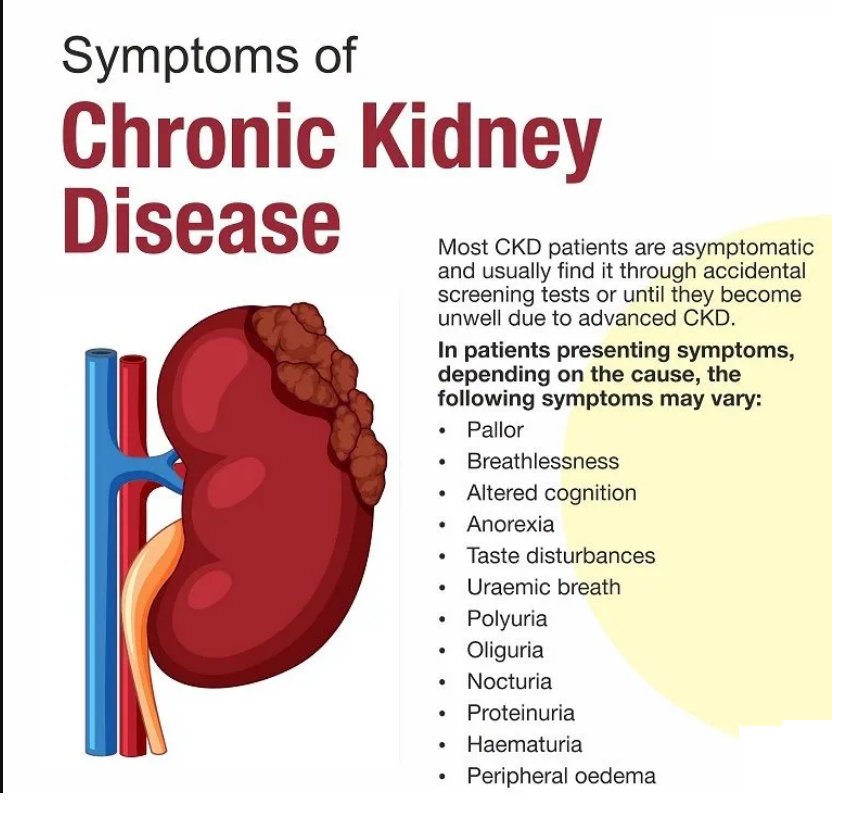 Symptoms of
Chronic Kidney
Disease
Most CKD patients are asymptomatic
and usually find it through accidental
screening tests or until they become
unwell due to advanced CKD.
In patients presenting symptoms,
depending on the cause, the
following symptoms may vary:
• Pallor
• Breathlessness
• Altered cognition
• Anorexia
• Taste disturbances
• Uraemic breath
• Polyuria
• Oliguria
• Nocturia
• Proteinuria
• Haematuria
• Peripheral oedema